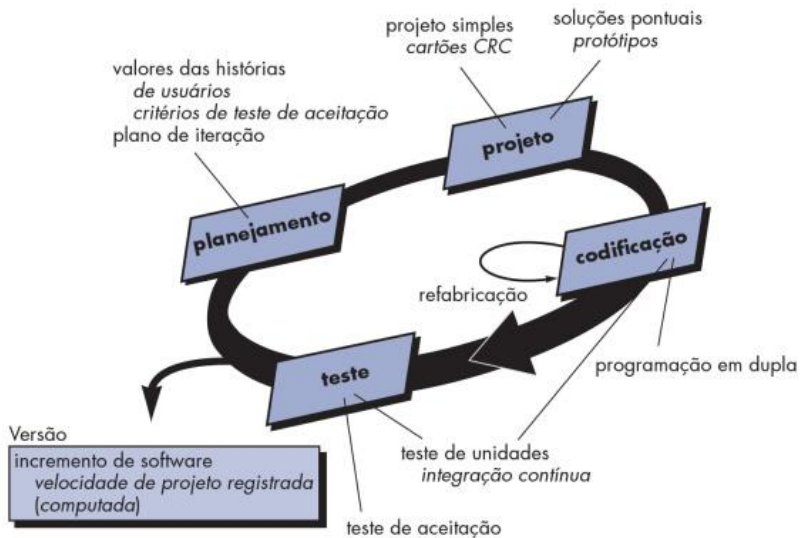 projeto simples
cartões CRC
soluções pontuais
protótipos
valores das histórias
de usuários
critérios de teste de aceitação
plano de iteração
projeto
planejamento
codificação
refabricação
teste
programação em dupla
Versão
incremento de software
velocidade de projeto registrada
(computada)
teste de unidades
integração contínua
teste de aceitação